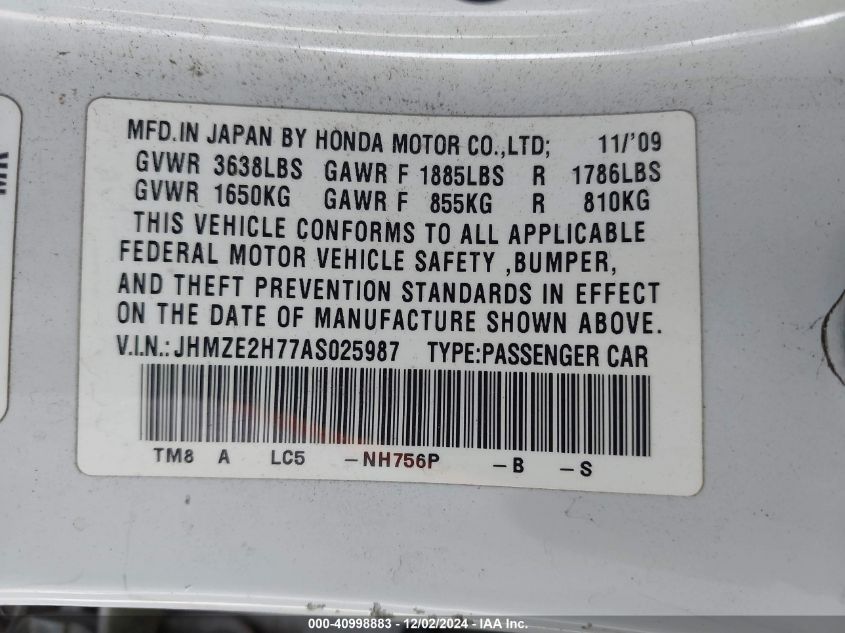 MFD.IN JAPAN BY HONDA MOTOR CO.,LTD; 11/'09
GVWR 3638LBS GAWR F 1885LBS R 1786LBS
GVWR 1650KG GAWR F 855KG R 810KG
THIS VEHICLE CONFORMS TO ALL APPLICABLE
FEDERAL MOTOR VEHICLE SAFETY ,BUMPER,
AND THEFT PREVENTION STANDARDS IN EFFECT
ON THE DATE OF MANUFACTURE SHOWN ABOVE.
V.I.N.: JHMZE2H77AS025987 TYPE:PASSENGER CAR
TM8 A LC5 -NH756P -B -S
000-40998883 - 12/02/2024 - IAA Inc.